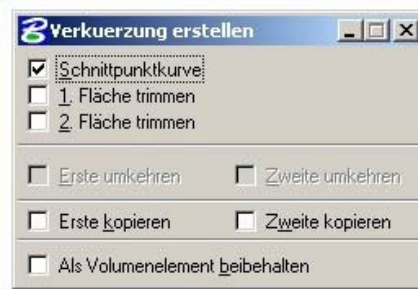 Verkuerzung erstellen
Schnittpunktkurve
1. Fläche trimmen
2. Fläche trimmen
Erste umkehren Zweite umkehren
Erste kopieren Zweite kopieren
Als Volumenelement beibehalten